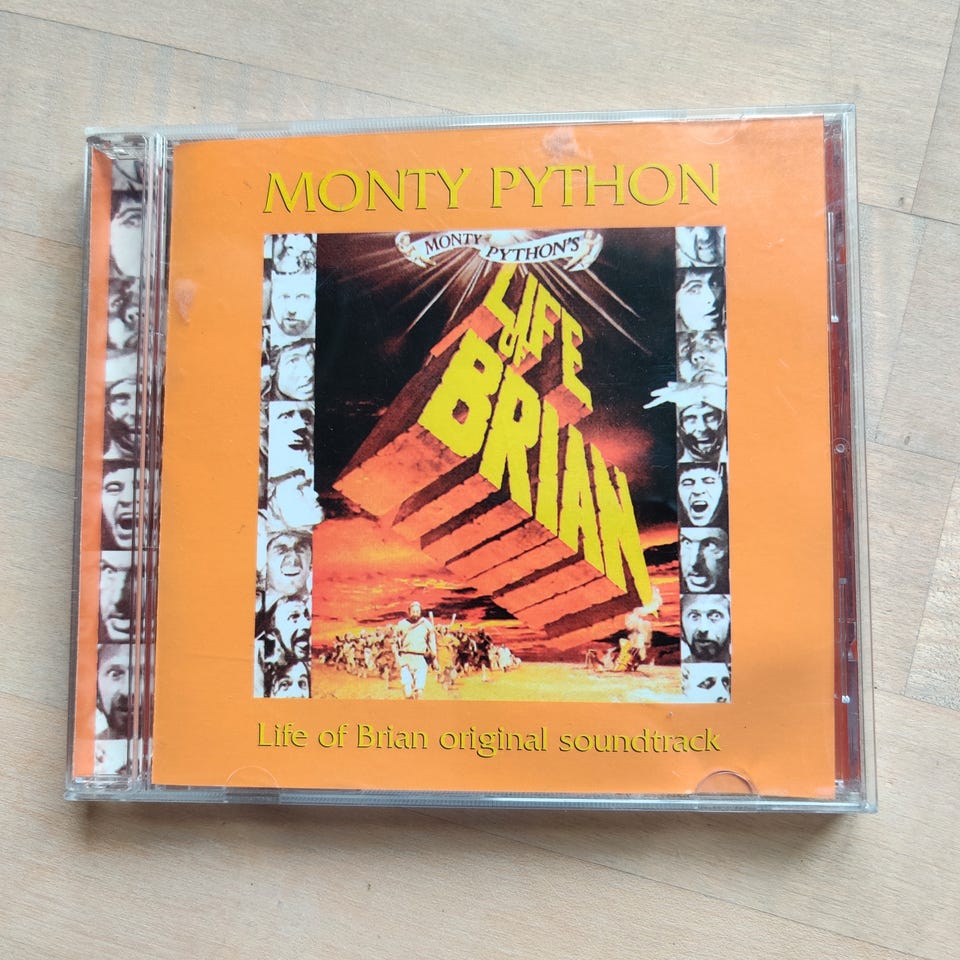 MONTY PYTHON
MONTY PYTHON'S
LIFE
OF
BRIAN
Life of Brian original soundtrack